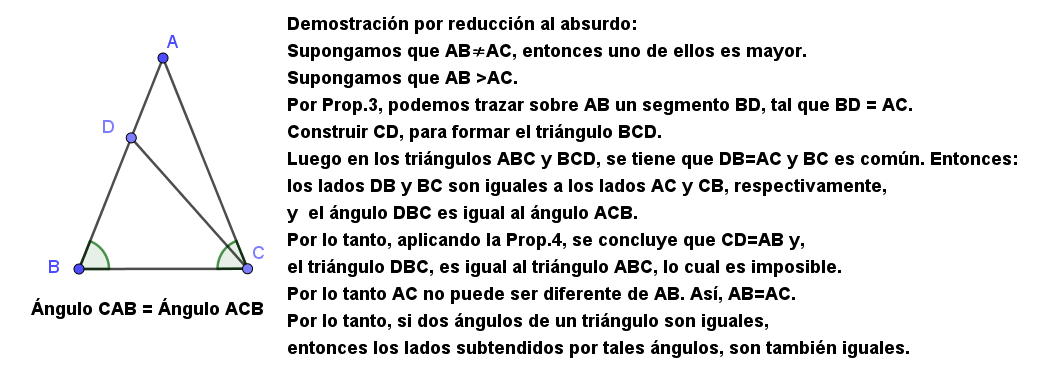 A
D
B
C
Ángulo CAB = Ángulo ACB
Demostración por reducción al absurdo:
Supongamos que AB≠AC, entonces uno de ellos es mayor.
Supongamos que AB >AC.
Por Prop.3, podemos trazar sobre AB un segmento BD, tal que BD = AC.
Construir CD, para formar el triángulo BCD.
Luego en los triángulos ABC y BCD, se tiene que DB=AC y BC es común. Entonces:
los lados DB y BC son iguales a los lados AC y CB, respectivamente,
y el ángulo DBC es igual al ángulo ACB.
Por lo tanto, aplicando la Prop.4, se concluye que CD=AB y,
el triángulo DBC, es igual al triángulo ABC, lo cual es imposible.
Por lo tanto AC no puede ser diferente de AB. Así, AB=AC.
Por lo tanto, si dos ángulos de un triángulo son iguales,
entonces los lados subtendidos por tales ángulos, son también iguales.